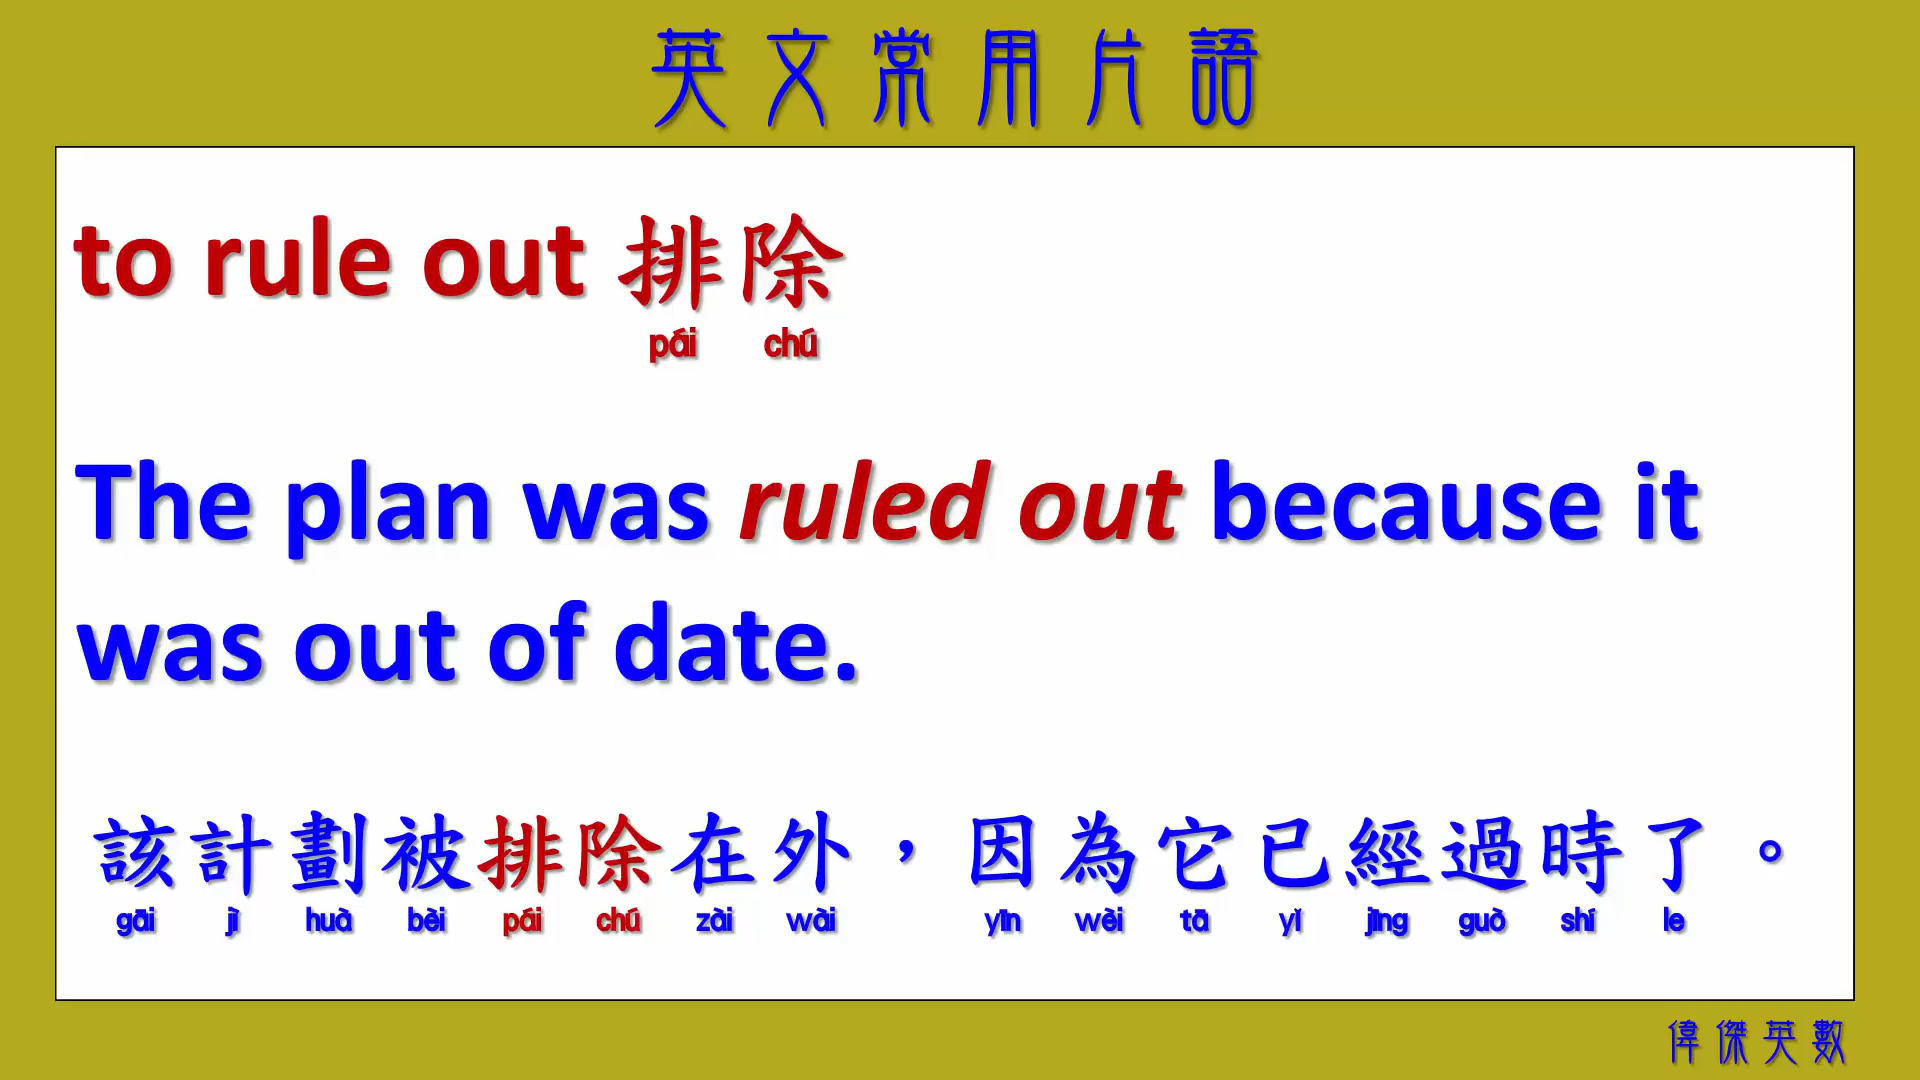 英文常用片語
to rule out 排除
pái chú
The plan was ruled out because it
was out of date.
該計劃被排除在外，因為它已經過時了。
gāi jì huà bèi pái chú zài wài yīn wèi tā yǐ jīng guò shí le
偉傑英數